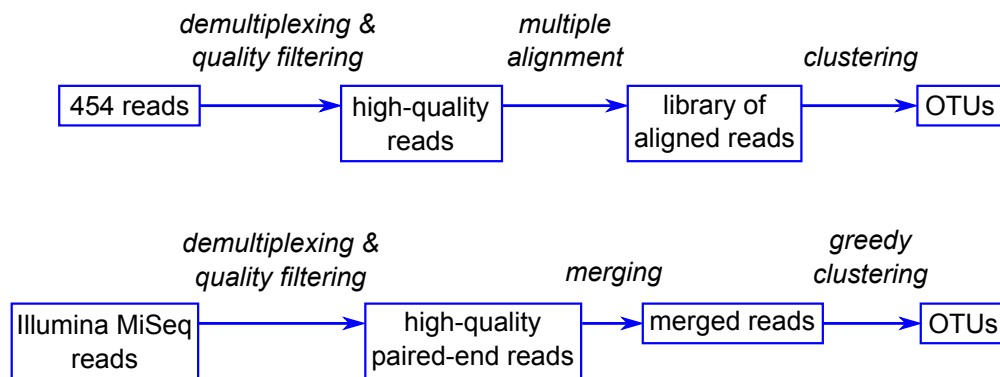 demultiplexing &
quality filtering
multiple
alignment
clustering
454 reads
high-quality
reads
library of
aligned reads
OTUs
demultiplexing &
quality filtering
merging
greedy
clustering
Illumina MiSeq
reads
high-quality
paired-end reads
merged reads
OTUs